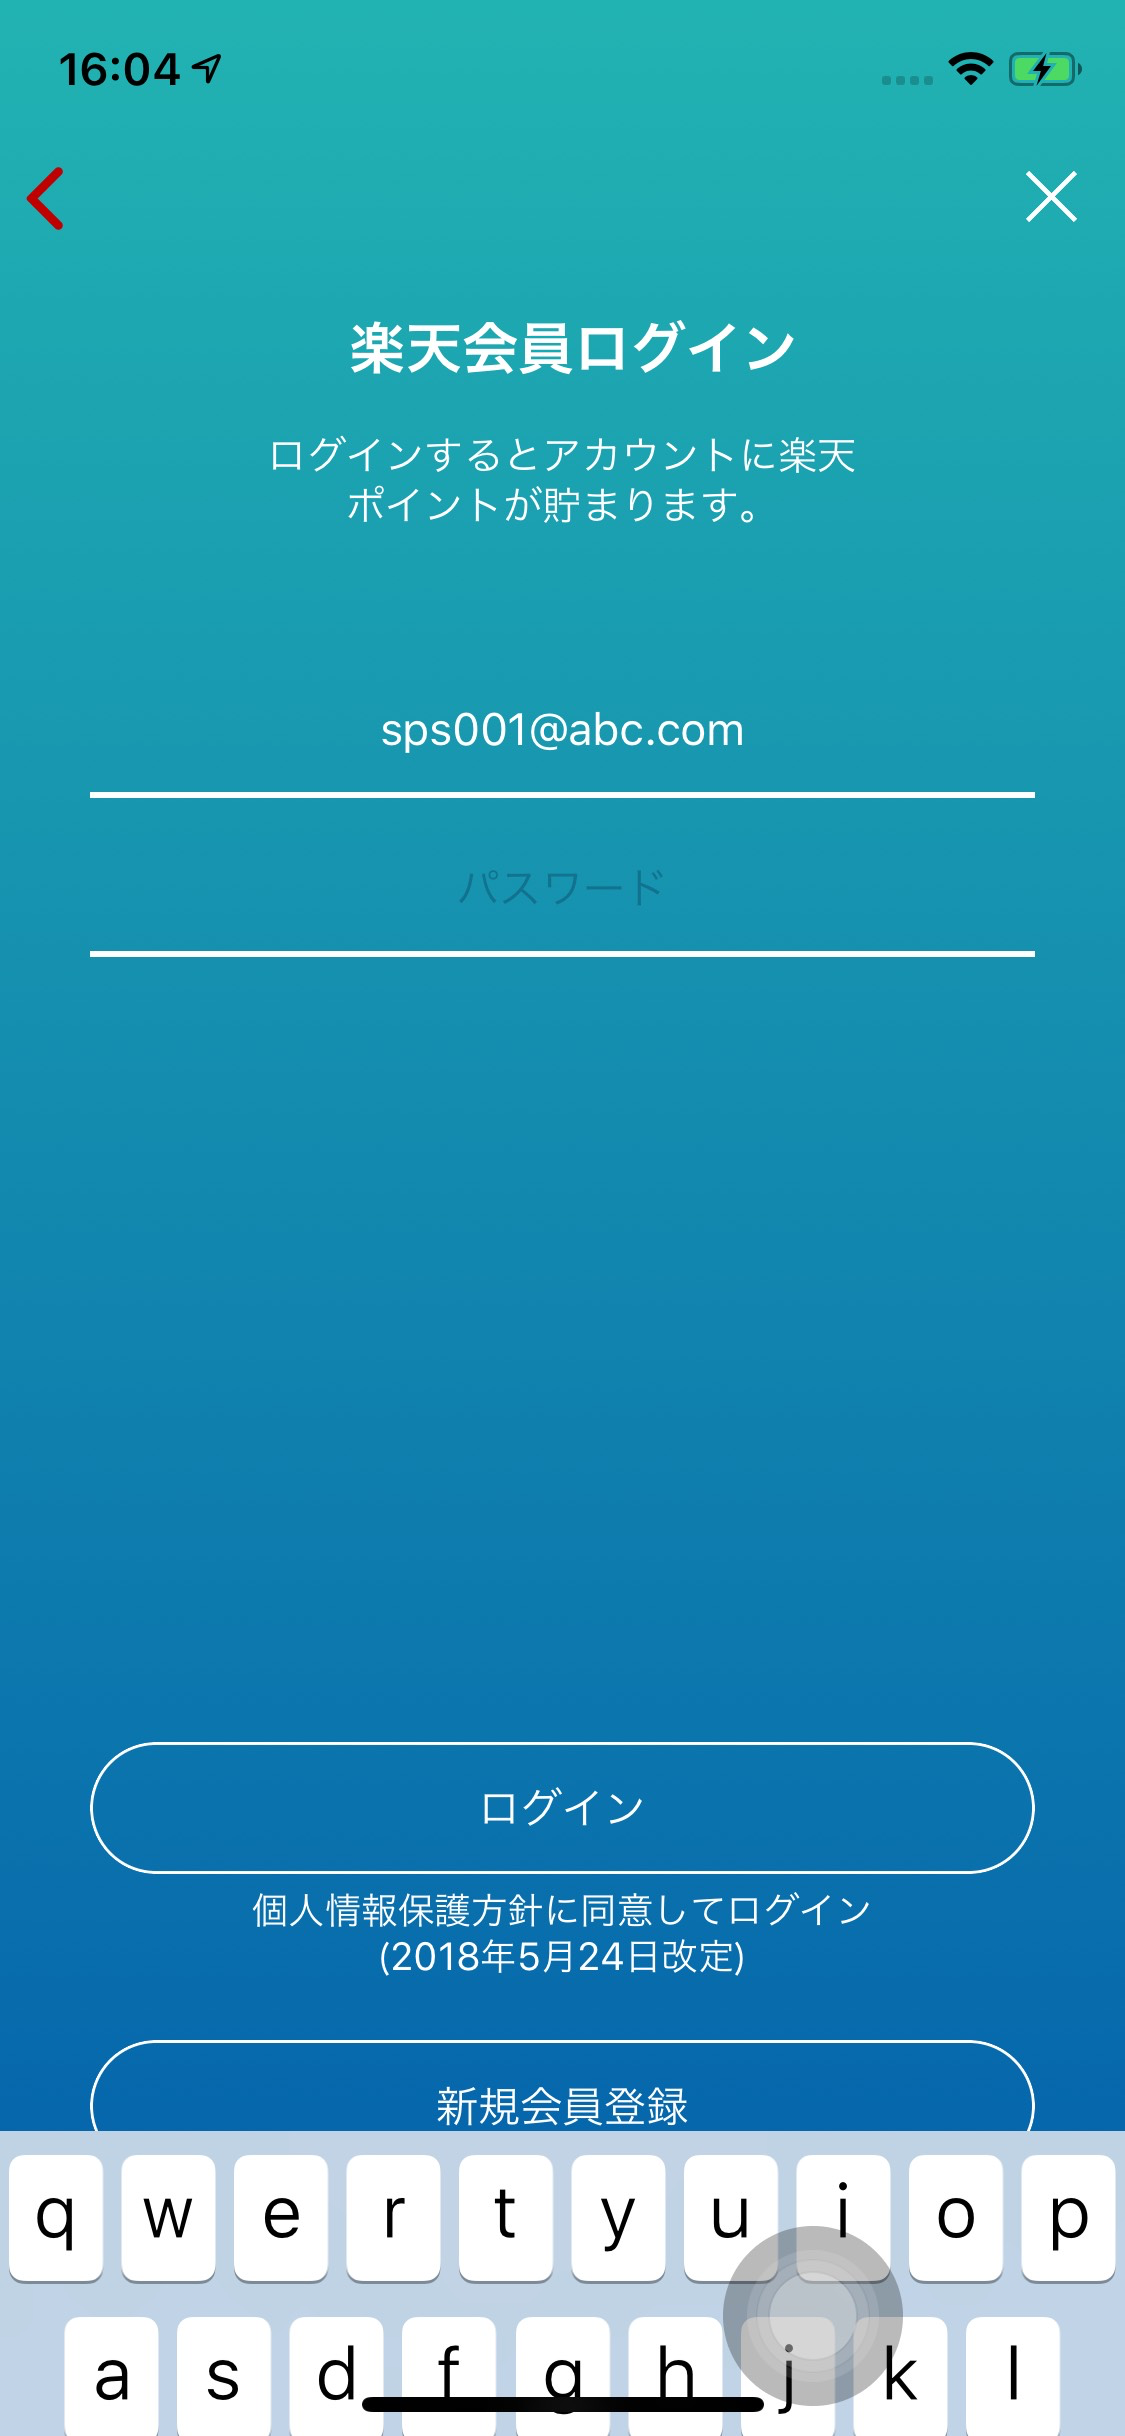 16:04
楽天会員ログイン
ログインするとアカウントに楽天
ポイントが貯まります。
sps001@abc.com
パスワード
ログイン
個人情報保護方針に同意してログイン
(2018年5月24日改定)
新規会員登録
q w e r t y u i o p
a s d f g h j k l